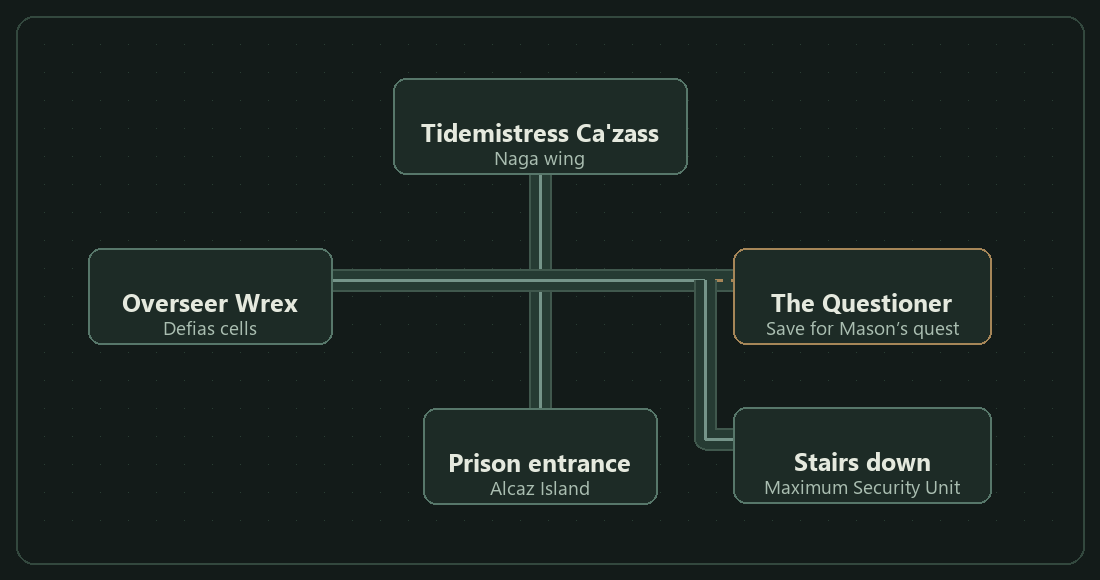 Tidemistress Ca'zass
Naga wing
Overseer Wrex
Defias cells
The Questioner
Save for Mason’s quest
Prison entrance
Alcaz Island
Stairs down
Maximum Security Unit